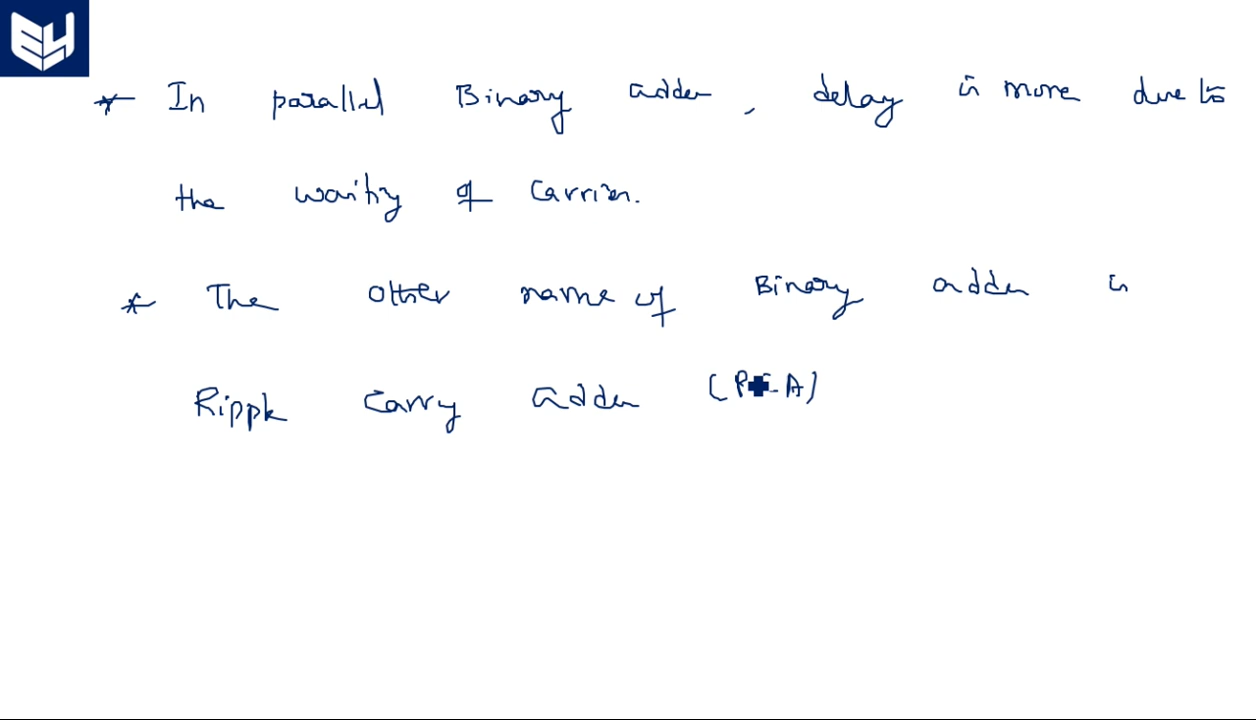 * In parallel Binary adder, delay is more due to
the waiting of carries.
* The other name of Binary adder is
Ripple carry adder